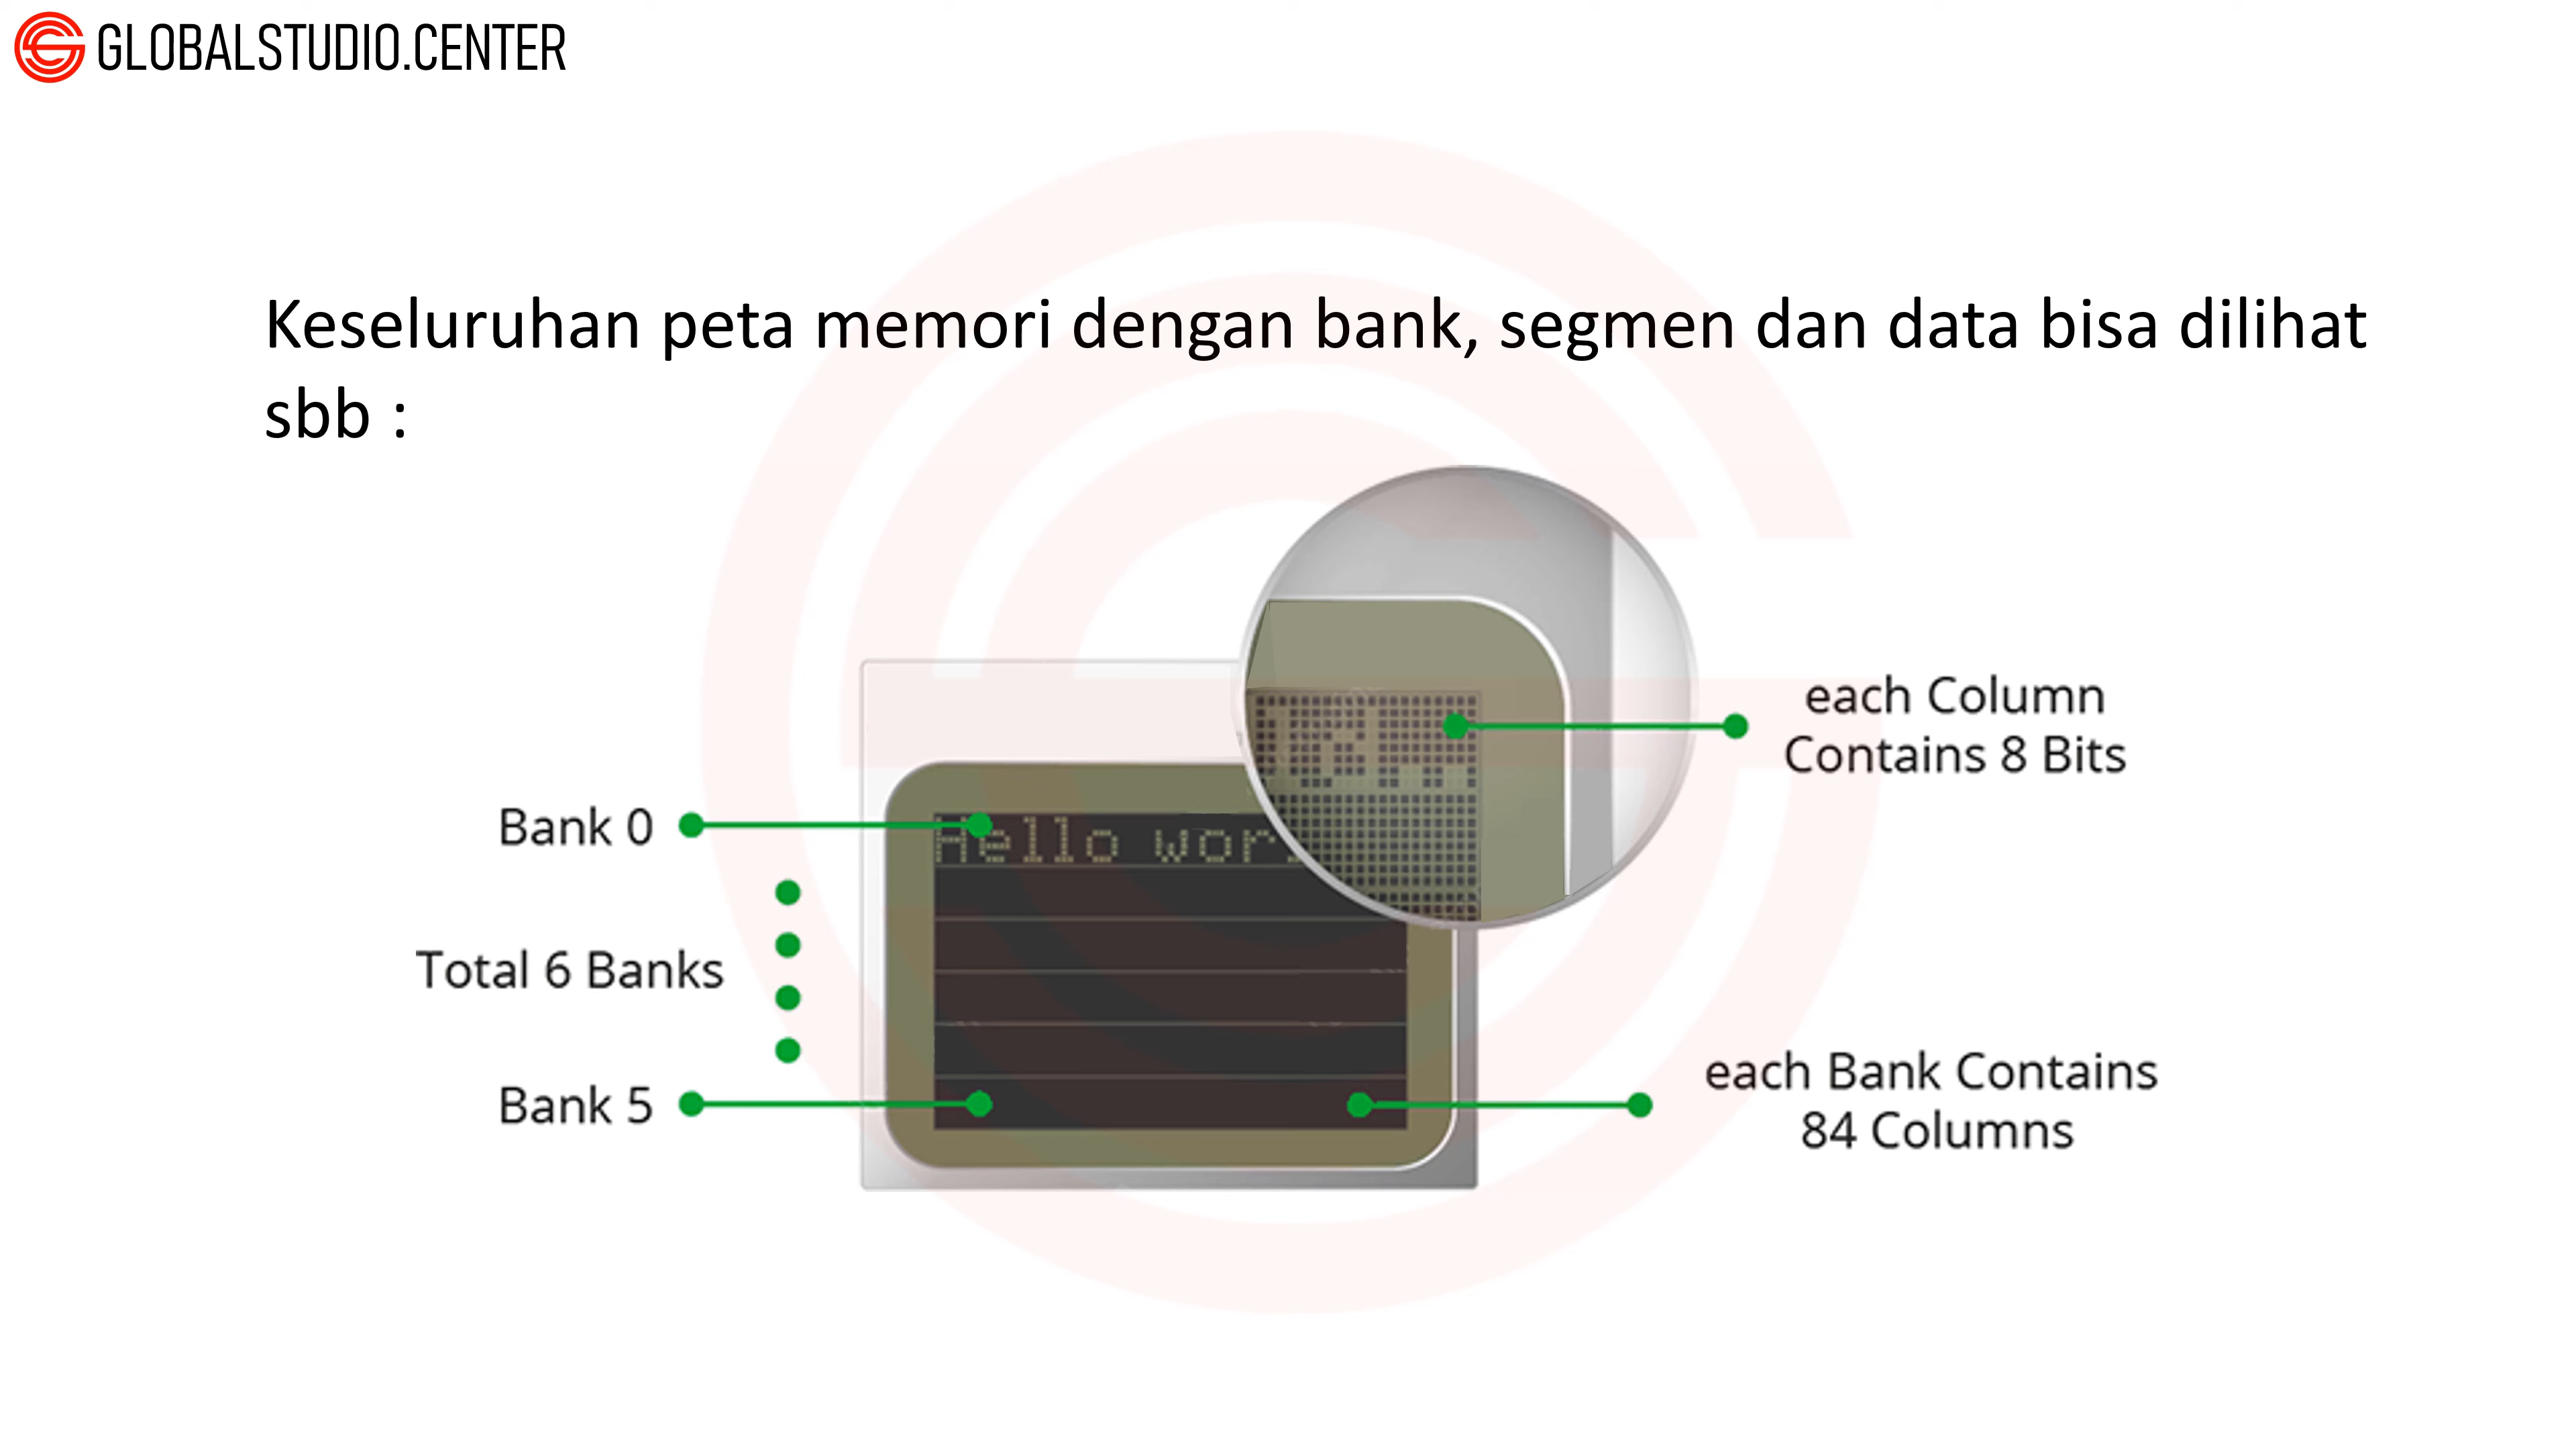 GLOBALSTUDIO.CENTER
Keseluruhan peta memori dengan bank, segmen dan data bisa dilihat
sbb :
each Column
Contains 8 Bits
Bank 0
Hello wor
Total 6 Banks
Bank 5
each Bank Contains
84 Columns